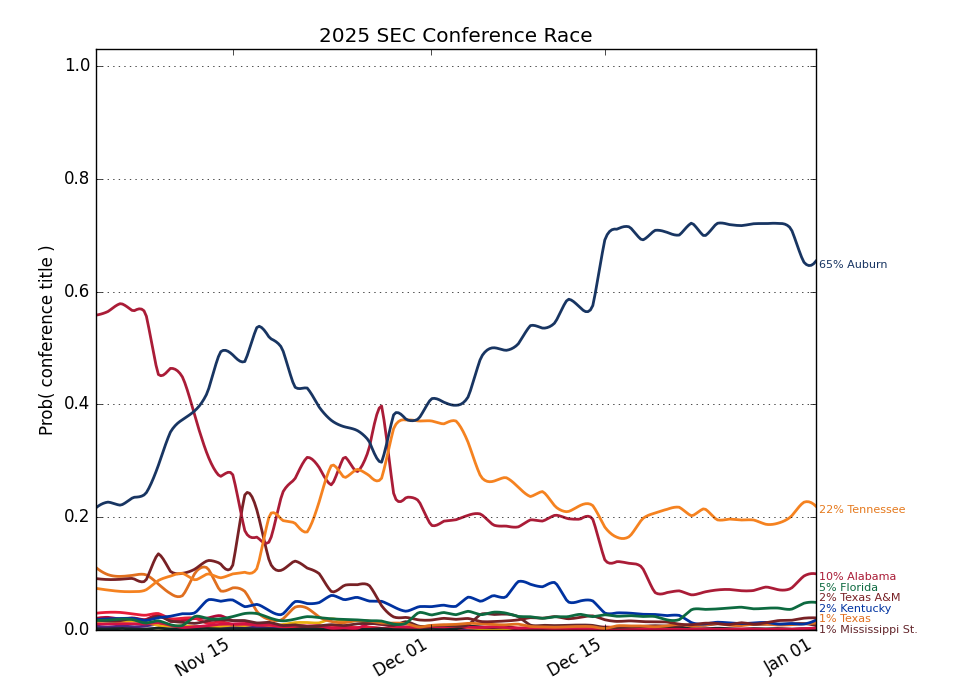 2025 SEC Conference Race
Prob( conference title )
1.0
0.8
0.6
0.4
0.2
0.0
Nov 15
Dec 01
Dec 15
Jan 01
65% Auburn
22% Tennessee
10% Alabama
5% Florida
2% Texas A&M
2% Kentucky
1% Texas
1% Mississippi St.